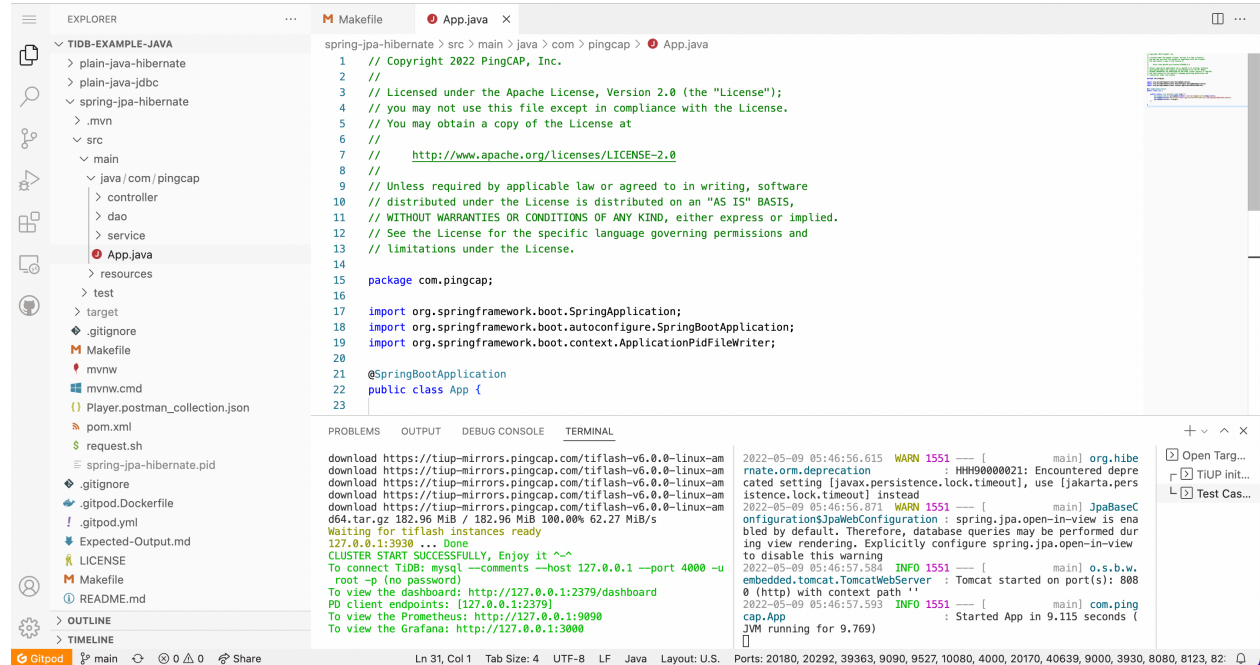 EXPLORER
TIDB-EXAMPLE-JAVA
plain-java-hibernate
plain-java-jdbc
spring-jpa-hibernate
.mvn
src
main
java/com/pingcap
controller
dao
service
App.java
resources
test
target
.gitignore
Makefile
mvnw
mvnw.cmd
Player.postman_collection.json
pom.xml
request.sh
spring-jpa-hibernate.pid
.gitignore
.gitpod.Dockerfile
.gitpod.yml
Expected-Output.md
LICENSE
Makefile
README.md
OUTLINE
TIMELINE
Makefile
App.java
spring-jpa-hibernate > src > main > java > com > pingcap > App.java
1 // Copyright 2022 PingCAP, Inc.
2 //
3 // Licensed under the Apache License, Version 2.0 (the "License");
4 // you may not use this file except in compliance with the License.
5 // You may obtain a copy of the License at
6 //
7 //     http://www.apache.org/licenses/LICENSE-2.0
8 //
9 // Unless required by applicable law or agreed to in writing, software
10 // distributed under the License is distributed on an "AS IS" BASIS,
11 // WITHOUT WARRANTIES OR CONDITIONS OF ANY KIND, either express or implied.
12 // See the License for the specific language governing permissions and
13 // limitations under the License.
14
15 package com.pingcap;
16
17 import org.springframework.boot.SpringApplication;
18 import org.springframework.boot.autoconfigure.SpringBootApplication;
19 import org.springframework.boot.context.ApplicationPidFileWriter;
20
21 @SpringBootApplication
22 public class App {
23
PROBLEMS OUTPUT DEBUG CONSOLE TERMINAL
download https://tiup-mirrors.pingcap.com/tiflash-v6.0.0-linux-am
download https://tiup-mirrors.pingcap.com/tiflash-v6.0.0-linux-am
download https://tiup-mirrors.pingcap.com/tiflash-v6.0.0-linux-am
download https://tiup-mirrors.pingcap.com/tiflash-v6.0.0-linux-am
download https://tiup-mirrors.pingcap.com/tiflash-v6.0.0-linux-am
d64.tar.gz 182.96 MiB / 182.96 MiB 100.00% 62.27 MiB/s
Waiting for tiflash instances ready
127.0.0.1:3930 ... Done
CLUSTER START SUCCESSFULLY, Enjoy it ^-^
To connect TiDB: mysql --comments --host 127.0.0.1 --port 4000 -u
root -p (no password)
To view the dashboard: http://127.0.0.1:2379/dashboard
PD client endpoints: [127.0.0.1:2379]
To view the Prometheus: http://127.0.0.1:9090
To view the Grafana: http://127.0.0.1:3000
2022-05-09 05:46:56.615 WARN 1551 --- [ main] org.hibe
rnate.orm.deprecation : HHH90000021: Encountered depre
cated setting [javax.persistence.lock.timeout], use [jakarta.pers
istence.lock.timeout] instead
2022-05-09 05:46:56.871 WARN 1551 --- [ main] JpaBaseC
onfiguration$JpaWebConfiguration : spring.jpa.open-in-view is ena
bled by default. Therefore, database queries may be performed dur
ing view rendering. Explicitly configure spring.jpa.open-in-view
to disable this warning
2022-05-09 05:46:57.584 INFO 1551 --- [ main] o.s.b.w.
embedded.tomcat.TomcatWebServer : Tomcat started on port(s): 808
0 (http) with context path ''
2022-05-09 05:46:57.593 INFO 1551 --- [ main] com.ping
cap.App : Started App in 9.115 seconds (
JVM running for 9.769)
Open Targ...
TiUP init...
Test Cas...
Gitpod main 0 0 Share Ln 31, Col 1 Tab Size: 4 UTF-8 LF Java Layout: U.S. Ports: 20180, 20292, 39363, 9090, 9527, 10080, 4000, 20170, 40639, 9000, 3930, 8080, 8123, 82